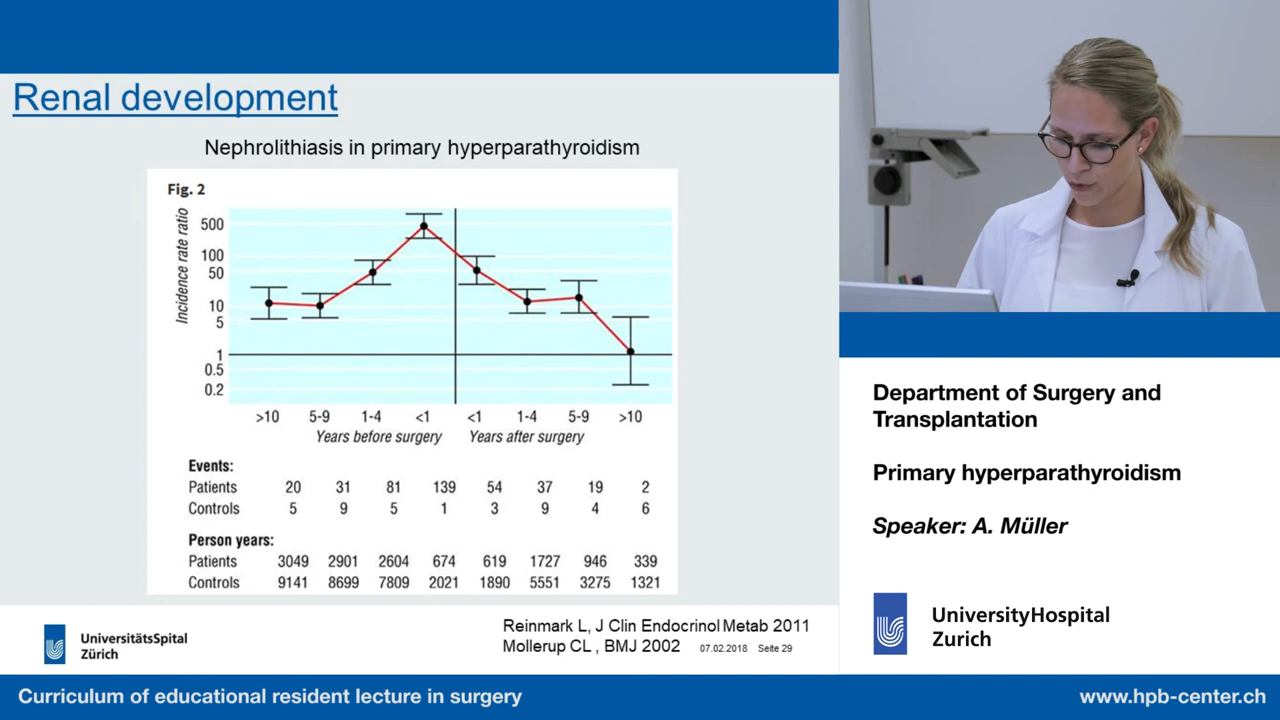 Renal development
Nephrolithiasis in primary hyperparathyroidism
Fig. 2
Incidence rate ratio
500
100
50
10
5
1
0.5
0.2
>10 5-9 1-4 <1 <1 1-4 5-9 >10
Years before surgery Years after surgery
Events:
Patients 20 31 81 139 54 37 19 2
Controls 5 9 5 1 3 9 4 6
Person years:
Patients 3049 2901 2604 674 619 1727 946 339
Controls 9141 8699 7809 2021 1890 5551 3275 1321
Reinmark L, J Clin Endocrinol Metab 2011
Mollerup CL , BMJ 2002 07.02.2018 Seite 29
UniversitätsSpital
Zürich
Department of Surgery and
Transplantation
Primary hyperparathyroidism
Speaker: A. Müller
UniversityHospital
Zurich
Curriculum of educational resident lecture in surgery
www.hpb-center.ch